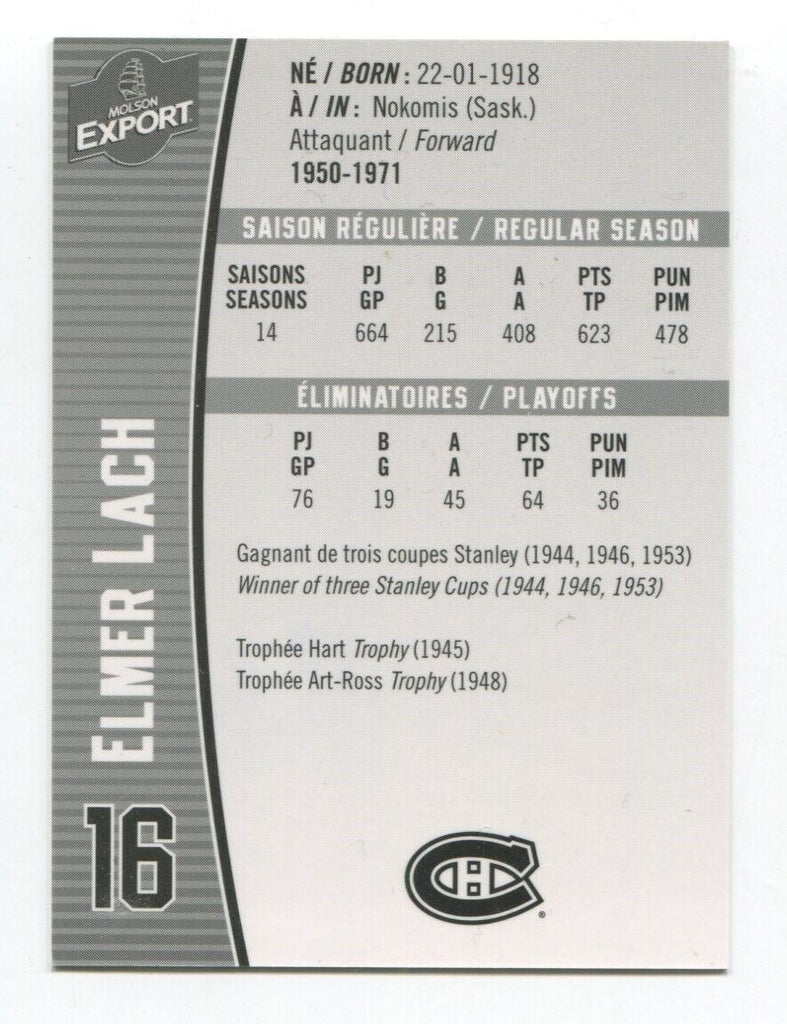 MOLSON
EXPORT
NÉ / BORN : 22-01-1918
À / IN : Nokomis (Sask.)
Attaquant / Forward
1950-1971
SAISON RÉGULIÈRE / REGULAR SEASON
SAISONS PJ B A PTS PUN
SEASONS GP G A TP PIM
14 664 215 408 623 478
ÉLIMINATOIRES / PLAYOFFS
PJ B A PTS PUN
GP G A TP PIM
76 19 45 64 36
Gagnant de trois coupes Stanley (1944, 1946, 1953)
Winner of three Stanley Cups (1944, 1946, 1953)
Trophée Hart Trophy (1945)
Trophée Art-Ross Trophy (1948)
ELMER LACH
16
CH